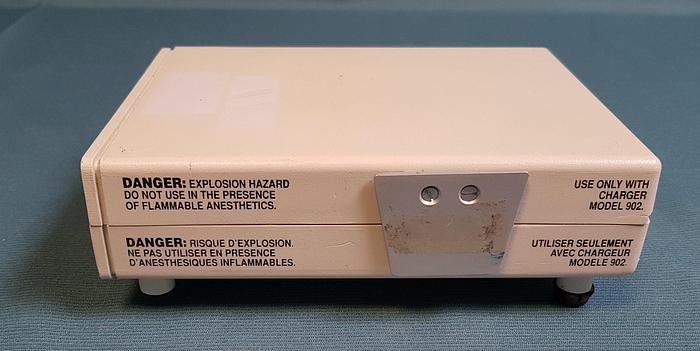 DANGER: EXPLOSION HAZARD
DO NOT USE IN THE PRESENCE
OF FLAMMABLE ANESTHETICS.
USE ONLY WITH
CHARGER
MODEL 902.
DANGER: RISQUE D'EXPLOSION.
NE PAS UTILISER EN PRESENCE
D'ANESTHESIQUES INFLAMMABLES.
UTILISER SEULEMENT
AVEC CHARGEUR
MODELE 902.